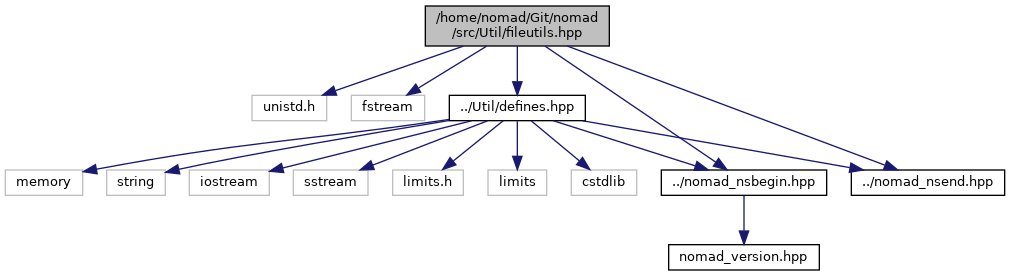 /home/nomad/Git/nomad
/src/Util/fileutils.hpp
unistd.h
fstream
../Util/defines.hpp
memory
string
iostream
sstream
limits.h
limits
cstdlib
../nomad_nsbegin.hpp
../nomad_nsend.hpp
nomad_version.hpp